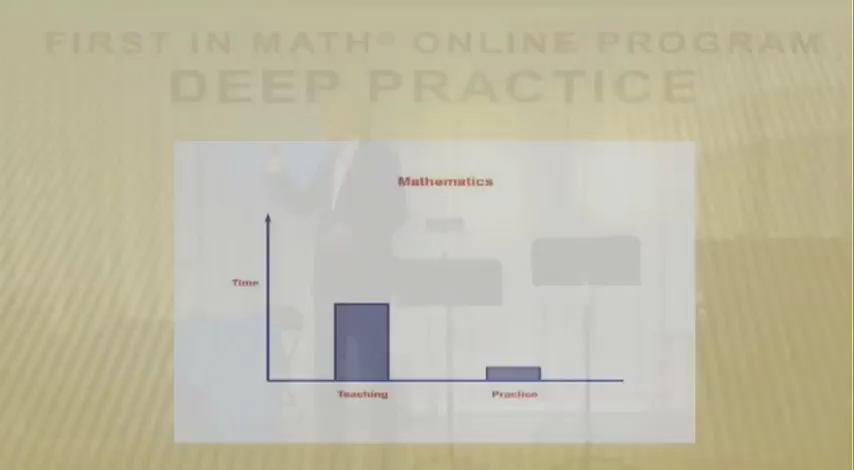 FIRST IN MATH® ONLINE PROGRAM
DEEP PRACTICE
Mathematics
Time
Teaching
Practice